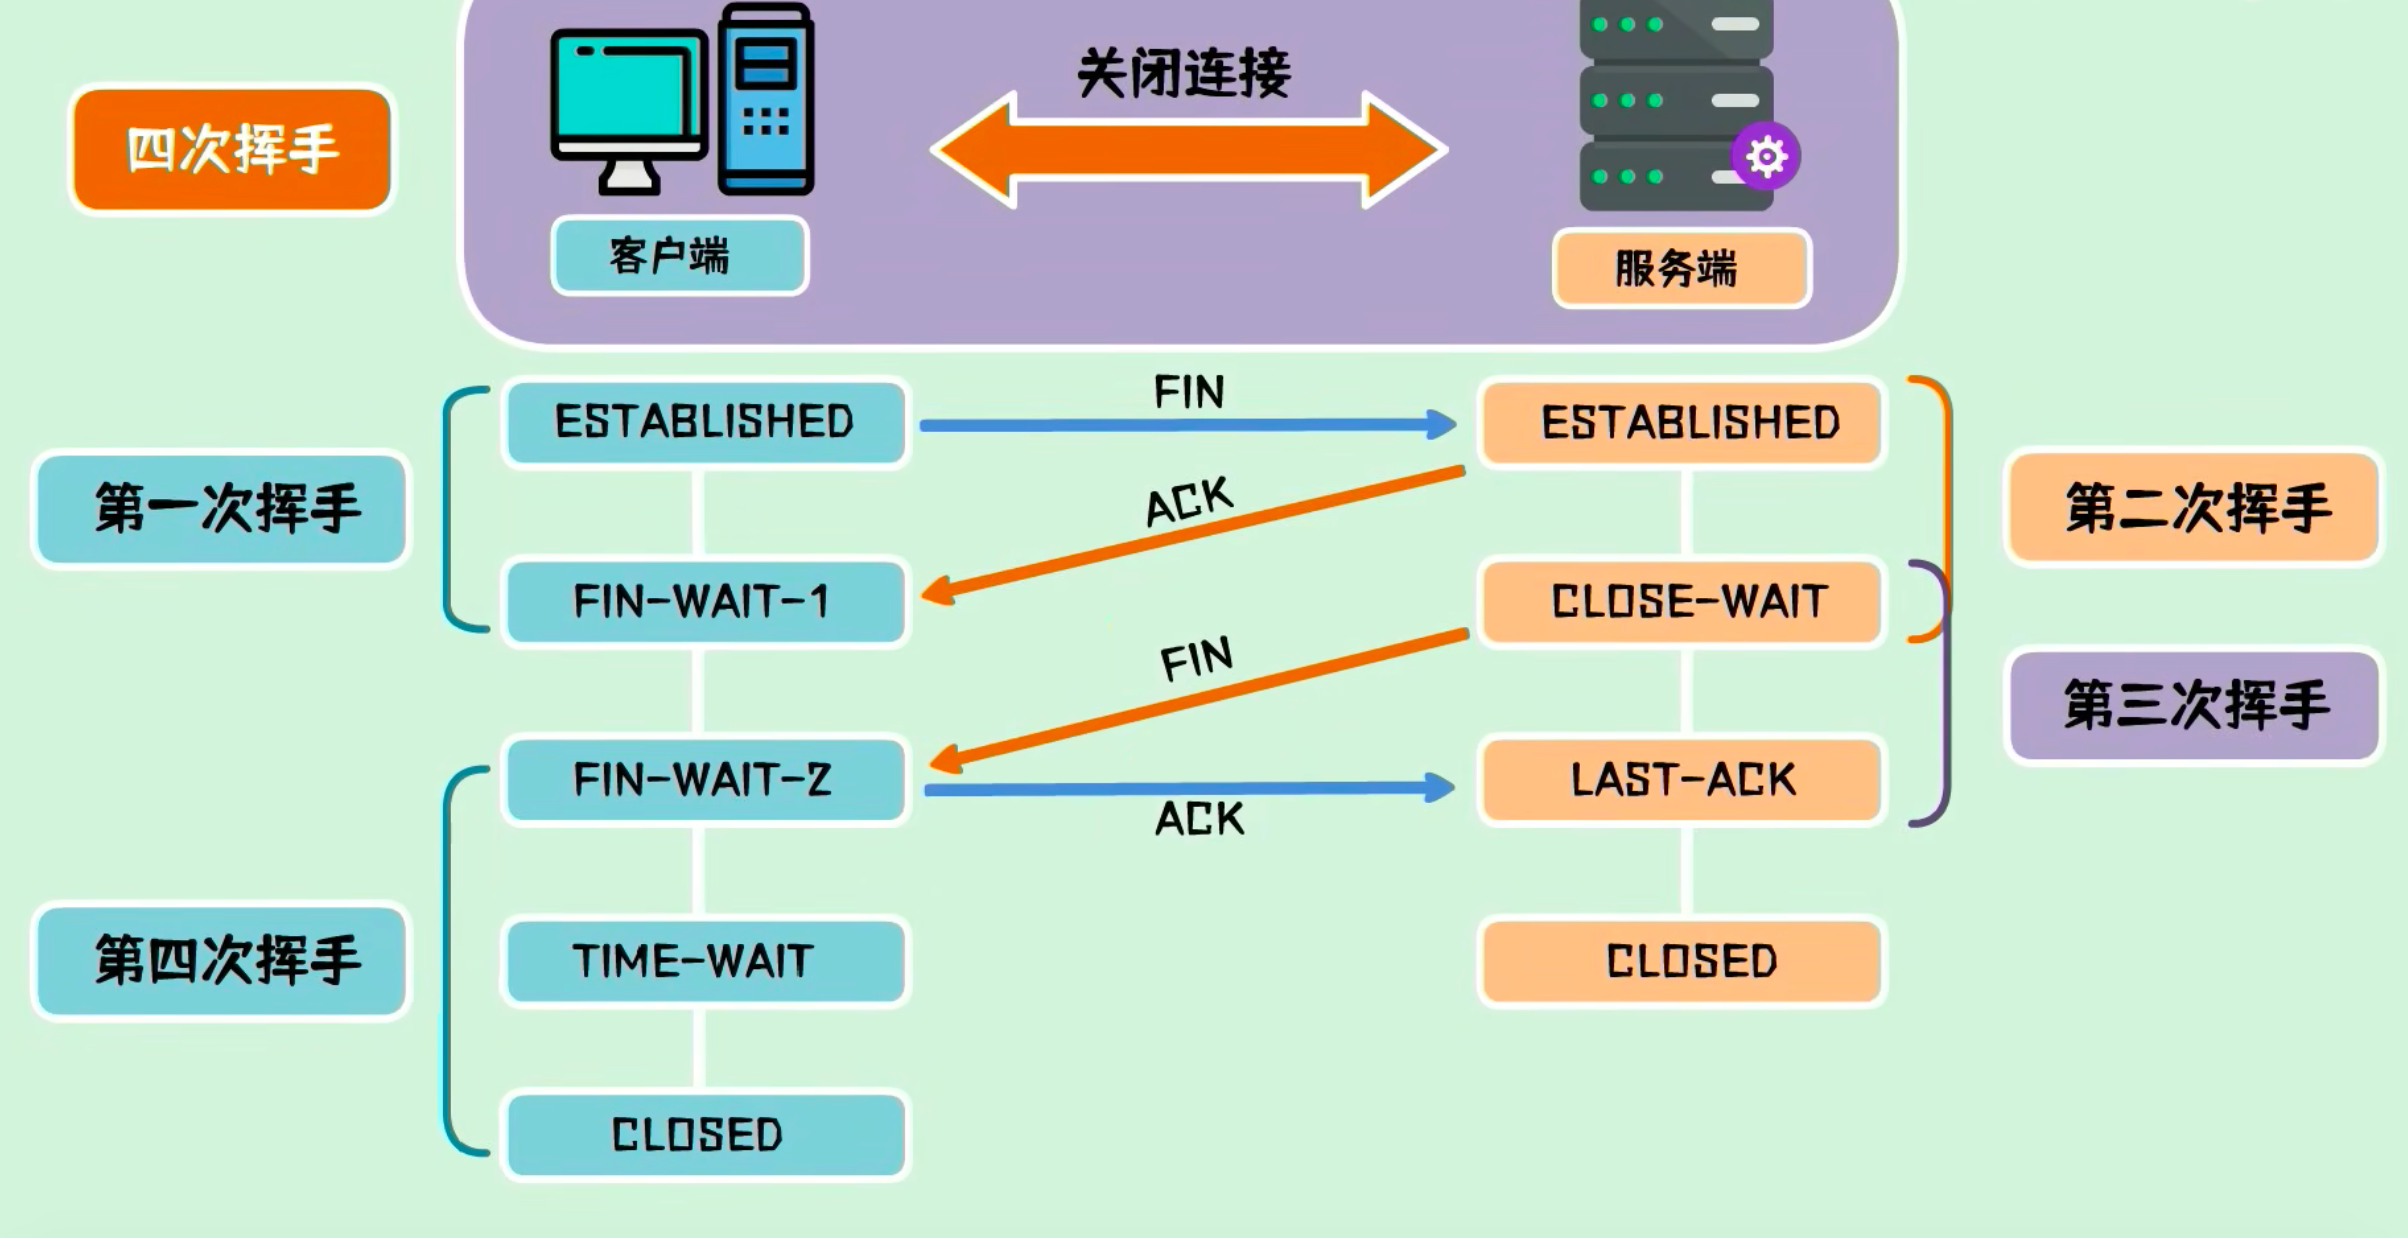 关闭连接
四次挥手
客户端
服务端
ESTABLISHED
FIN
ESTABLISHED
第一次挥手
ACK
第二次挥手
FIN-WAIT-1
CLOSE-WAIT
FIN
第三次挥手
FIN-WAIT-2
LAST-ACK
ACK
第四次挥手
TIME-WAIT
CLOSED
CLOSED